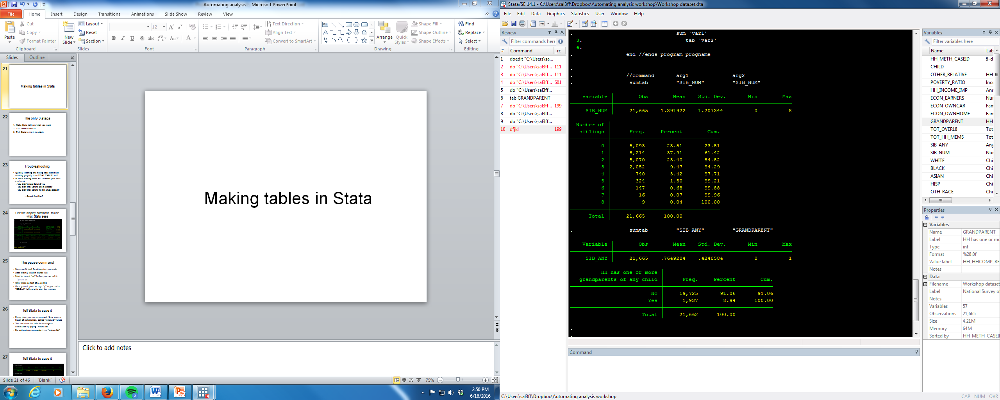 Automating analysis - Microsoft PowerPoint
File Home Insert Design Transitions Animations Slide Show Review View
Paste
Cut
Copy
Format Painter
Clipboard
New Slide
Layout
Reset
Section
Slides
12
Font
Text Direction
Align Text
Convert to SmartArt
Paragraph
Arrange
Quick Styles
Shape Fill
Shape Outline
Shape Effects
Drawing
Find
Replace
Select
Editing
Slides Outline
21
Making tables in Stata
22
The only 3 steps
1. Make Stata tell you what you want
2. Tell Stata to save it
3. Tell Stata to put it in a table
23
Troubleshooting
• Quickly locating and fixing code that is not
working properly is an INVALUABLE skill
• In table making there are 3 reasons your code
can break:
– You didn't make Stata tell you
– You didn't tell Stata to save it correctly
– You didn't tell Stata to put it in a table correctly
...Sound familiar?
24
Use the display command to see
what Stata sees
25
The pause command
• Super useful tool for debugging your code
• Does exactly what it sounds like
• Must be turned "on" before you can call it
pause on
• Only works as part of a .do file
• Once paused, you can type "q" to proceed or
"BREAK" (all caps) to stop the program
26
Tell Stata to save it
• Every time you run a command, Stata stores a
bunch of information, called "returned" values
• You can view this info for descriptive
commands by typing "return list"
• For estimation commands, type "ereturn list"
27
Tell Stata to save it
Making tables in Stata
Click to add notes
Slide 21 of 46 "Blank" 75%
2:50 PM
6/16/2016
Stata/SE 14.1 - C:\Users\sal3ff\Dropbox\Automating analysis workshop\Workshop dataset.dta
File Edit Data Graphics Statistics User Window Help
Review
Filter commands here
# Command _rc
1 doedit "C:\Users\sa...
2 do "C:\Users\sal3ff... 111
3 do "C:\Users\sal3ff... 111
4 do "C:\Users\sal3ff... 601
5 do "C:\Users\sal3ff...
6 tab GRANDPARENT
7 do "C:\Users\sal3ff... 199
8 do "C:\Users\sal3ff...
9 do "C:\Users\sal3ff...
10 dfjkl 199
. sum `var1'
3. tab `var2'
4.
. end //ends program progname
.
. //command arg1 arg2
. sumtab "SIB_NUM" "SIB_NUM"
Variable Obs Mean Std. Dev. Min Max
SIB_NUM 21,665 1.391922 1.207344 0 8
Number of
siblings Freq. Percent Cum.
0 5,093 23.51 23.51
1 8,214 37.91 61.42
2 5,070 23.40 84.82
3 2,052 9.47 94.29
4 740 3.42 97.71
5 324 1.50 99.21
6 147 0.68 99.88
7 16 0.07 99.96
8 9 0.04 100.00
Total 21,665 100.00
. sumtab "SIB_ANY" "GRANDPARENT"
Variable Obs Mean Std. Dev. Min Max
SIB_ANY 21,665 .7649204 .4240584 0 1
HH has one or more
grandparents of any child Freq. Percent Cum.
No 19,725 91.06 91.06
Yes 1,937 8.94 100.00
Total 21,662 100.00
.
.
Command
Variables
Filter variables here
Name Lab
HH_METH_CASEID 8-d
CHILD
OTHER_RELATIVE HH
POVERTY_RATIO Inco
HH_INCOME_IMP Ann
ECON_EARNERS Nur
ECON_OWNCAR Fam
ECON_OWNHOME Fam
GRANDPARENT HH
TOT_OVER18 Tot
TOT_HH_MEMS Tot
SIB_ANY Any
SIB_NUM Nur
WHITE Chi
BLACK Chi
ASIAN Chi
HISP Chi
OTH_RACE Chi
Properties
Variables
Name GRANDPARENT
Label HH has one or mo
Type int
Format %28.0f
Value label HH_HHCOMP_RE
Notes
Data
Filename Workshop dataset
Label National Survey o
Notes
Variables 57
Observations 21,665
Size 4.21M
Memory 64M
Sorted by HH_METH_CASEI
C:\Users\sal3ff\Dropbox\Automating analysis workshop
CAP NUM OVR